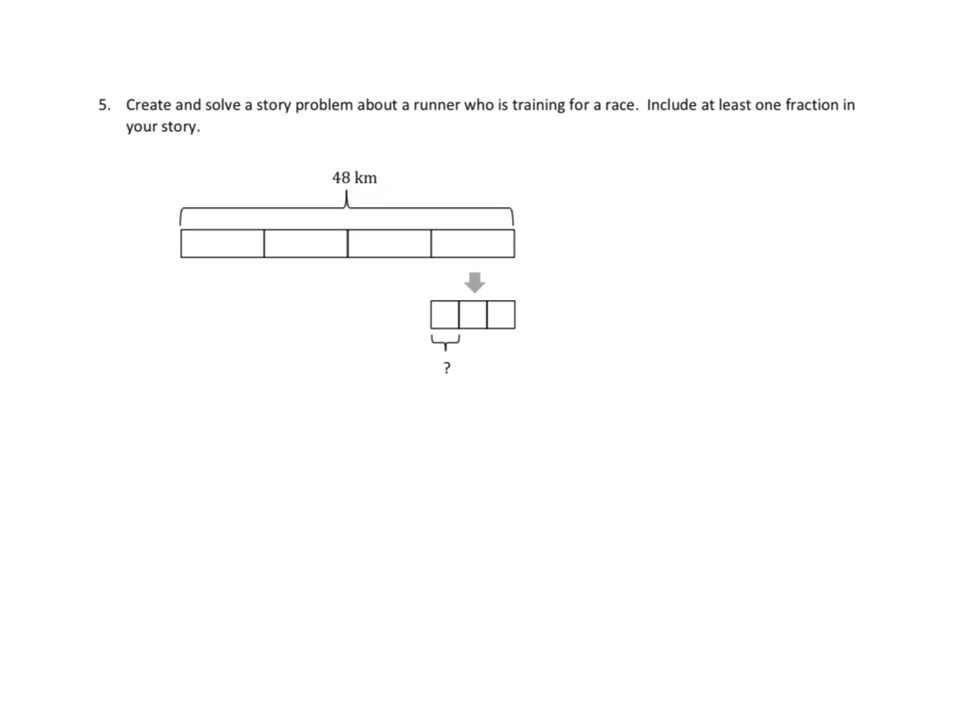 5. Create and solve a story problem about a runner who is training for a race. Include at least one fraction in
your story.
48 km
?